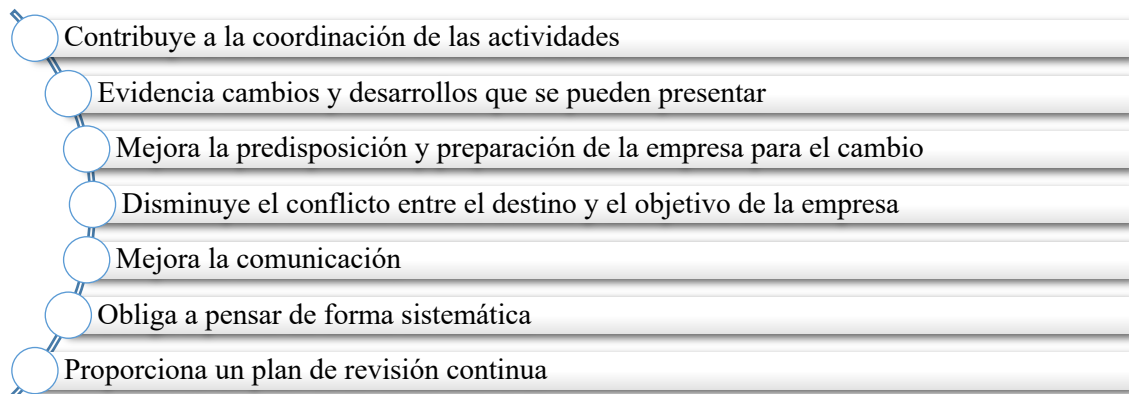 Contribuye a la coordinación de las actividades
Evidencia cambios y desarrollos que se pueden presentar
Mejora la predisposición y preparación de la empresa para el cambio
Disminuye el conflicto entre el destino y el objetivo de la empresa
Mejora la comunicación
Obliga a pensar de forma sistemática
Proporciona un plan de revisión continua